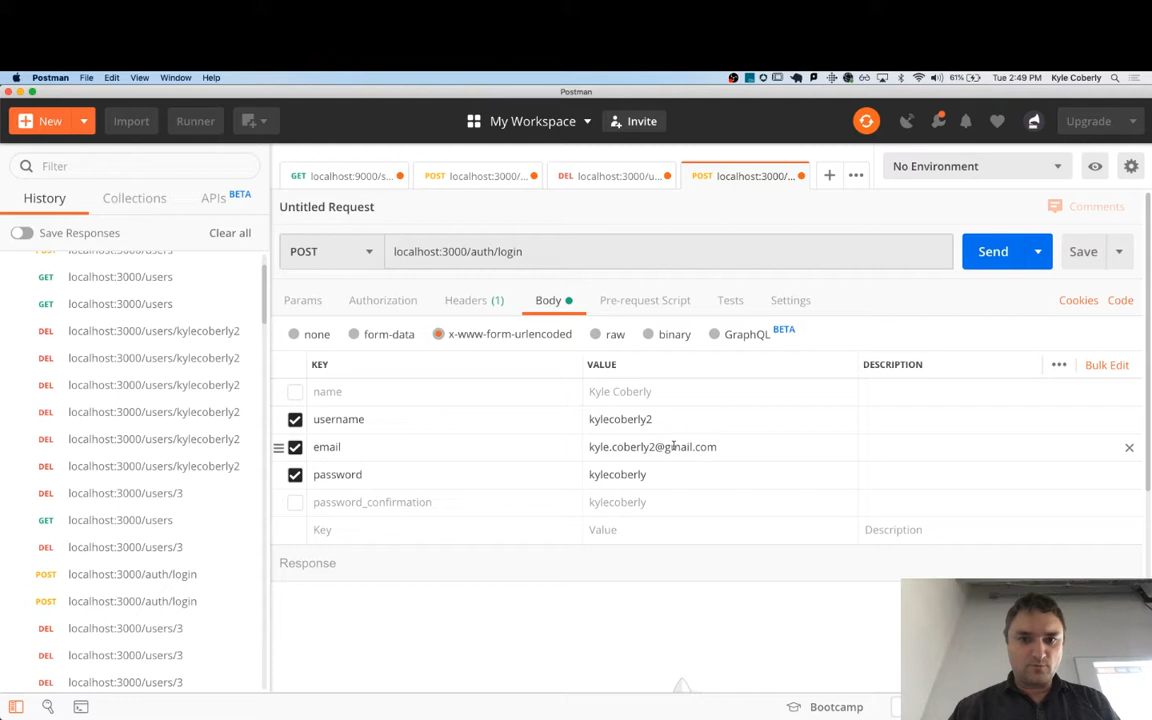 Postman File Edit View Window Help 61% Tue 2:49 PM Kyle Coberly
Postman
New Import Runner My Workspace Invite Upgrade
Filter
GET localhost:9000/s... POST localhost:3000/... DEL localhost:3000/u... POST localhost:3000/... No Environment
History Collections APIs BETA
Untitled Request Comments
Save Responses Clear all
POST localhost:3000/auth/login Send Save
POST localhost:3000/users
GET localhost:3000/users
GET localhost:3000/users
DEL localhost:3000/users/kylecoberly2
DEL localhost:3000/users/kylecoberly2
DEL localhost:3000/users/kylecoberly2
DEL localhost:3000/users/kylecoberly2
DEL localhost:3000/users/kylecoberly2
DEL localhost:3000/users/kylecoberly2
DEL localhost:3000/users/3
GET localhost:3000/users
DEL localhost:3000/users/3
POST localhost:3000/auth/login
POST localhost:3000/auth/login
DEL localhost:3000/users/3
DEL localhost:3000/users/3
DEL localhost:3000/users/3
Params Authorization Headers (1) Body Pre-request Script Tests Settings Cookies Code
none form-data x-www-form-urlencoded raw binary GraphQL BETA
KEY VALUE DESCRIPTION Bulk Edit
name Kyle Coberly
username kylecoberly2
email kyle.coberly2@gmail.com
password kylecoberly
password_confirmation kylecoberly
Key Value Description
Response
Bootcamp